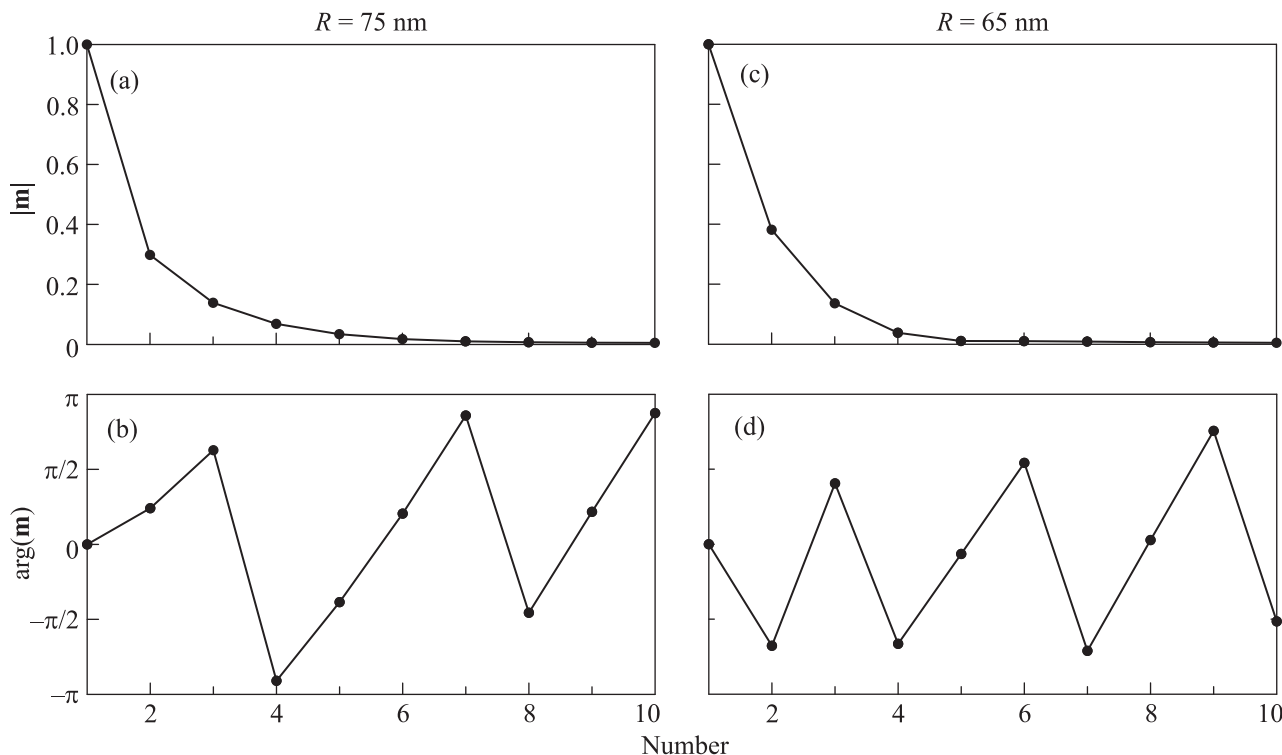 R = 75 nm
R = 65 nm
1.0
0.8
0.6
0.4
0.2
0
|m|
(a)
(c)
π
π/2
0
–π/2
–π
arg(m)
(b)
(d)
2 4 6 8 10
2 4 6 8 10
Number